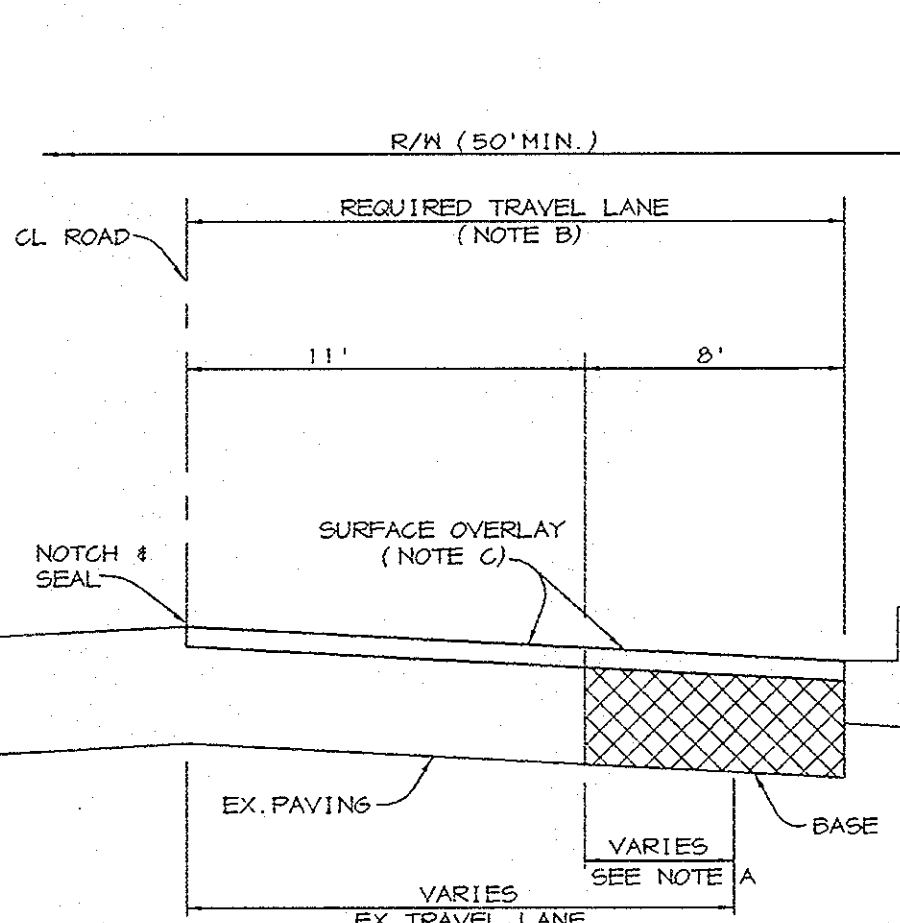 R/W (50'MIN.)
REQUIRED TRAVEL LANE
(NOTE B)
CL ROAD
11'
8'
SURFACE OVERLAY
(NOTE C)
NOTCH &
SEAL
EX. PAVING
BASE
VARIES
SEE NOTE A
VARIES
EX TRAVEL LANE